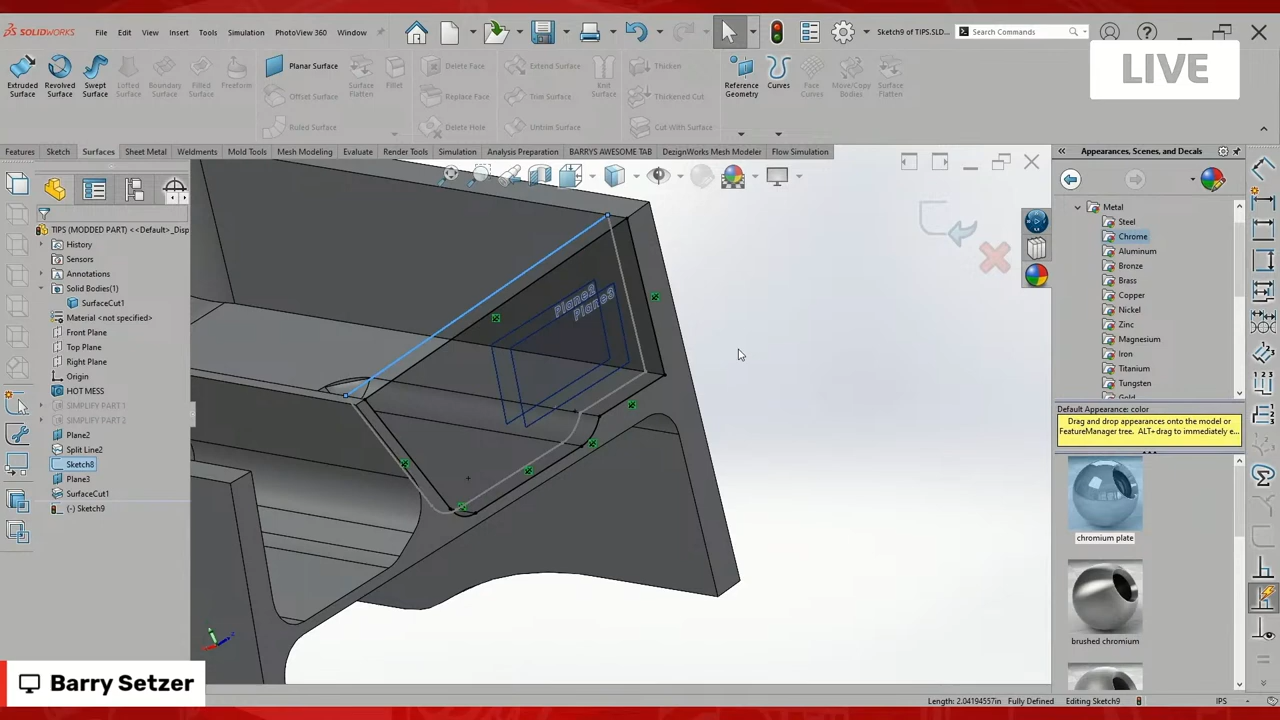 SOLIDWORKS File Edit View Insert Tools Simulation PhotoView 360 Window
Sketch9 of TIPS.SLD...
Search Commands
LIVE
Extruded Surface
Revolved Surface
Swept Surface
Lofted Surface
Boundary Surface
Filled Surface
Freeform
Planar Surface
Offset Surface
Ruled Surface
Surface Flatten
Fillet
Delete Face
Replace Face
Delete Hole
Extend Surface
Trim Surface
Untrim Surface
Knit Surface
Thicken
Thickened Cut
Cut With Surface
Reference Geometry
Curves
Face Curves
Move/Copy Bodies
Surface Flatten
Features Sketch Surfaces Sheet Metal Weldments Mold Tools Mesh Modeling Evaluate Render Tools Simulation Analysis Preparation BARRYS AWESOME TAB DezignWorks Mesh Modeler Flow Simulation
TIPS (MODDED PART) <<Default>_Disp
History
Sensors
Annotations
Solid Bodies(1)
SurfaceCut1
Material <not specified>
Front Plane
Top Plane
Right Plane
Origin
HOT MESS
SIMPLIFY PART 1
SIMPLIFY PART 2
Plane2
Split Line2
Sketch8
Plane3
SurfaceCut1
(-) Sketch9
Plane2
Plane3
Appearances, Scenes, and Decals
Metal
Steel
Chrome
Aluminum
Bronze
Brass
Copper
Nickel
Zinc
Magnesium
Iron
Titanium
Tungsten
Gold
Default Appearance: color
Drag and drop appearances onto the model or
FeatureManager tree. ALT+drag to immediately e...
chromium plate
brushed chromium
Barry Setzer
Length: 2.04194557in Fully Defined Editing Sketch9 IPS